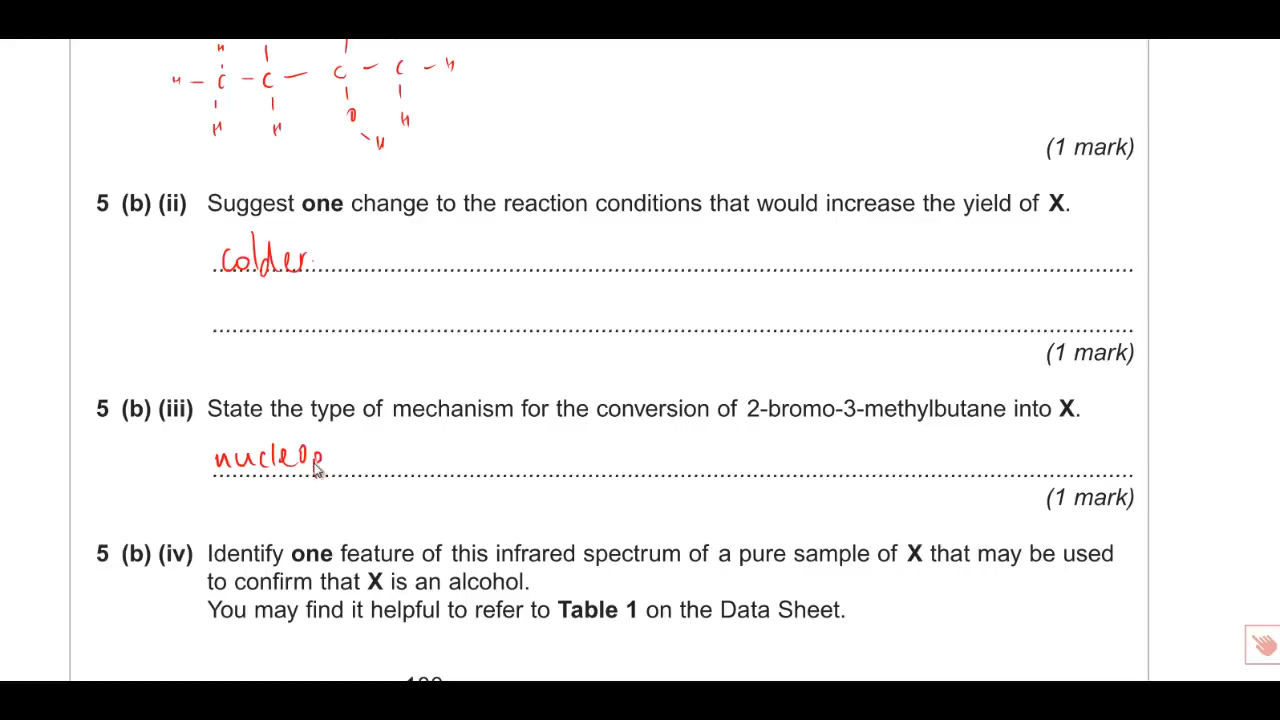 H
H – C – C – C – C – H
H H O H
H
(1 mark)
5 (b) (ii) Suggest one change to the reaction conditions that would increase the yield of X.
colder
(1 mark)
5 (b) (iii) State the type of mechanism for the conversion of 2-bromo-3-methylbutane into X.
nucleop
(1 mark)
5 (b) (iv) Identify one feature of this infrared spectrum of a pure sample of X that may be used
to confirm that X is an alcohol.
You may find it helpful to refer to Table 1 on the Data Sheet.